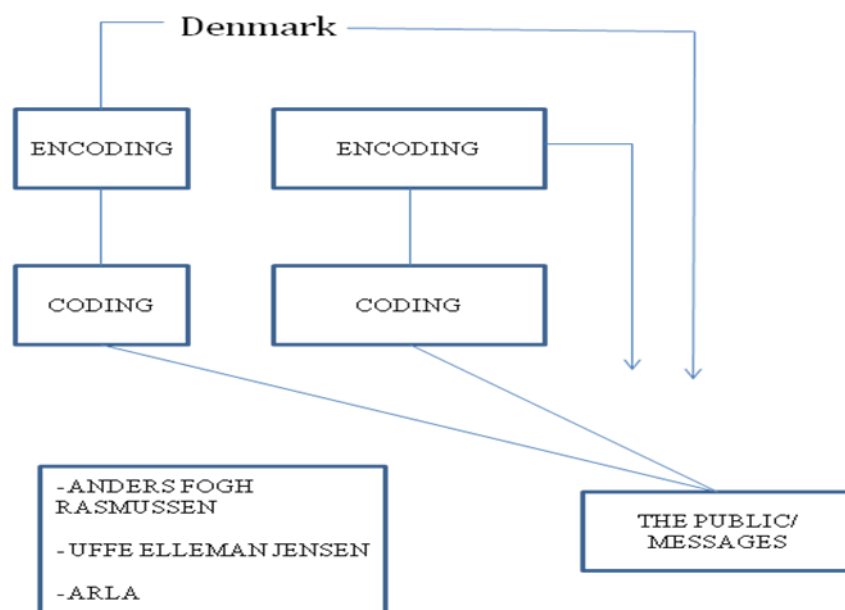 Denmark
ENCODING
ENCODING
CODING
CODING
-ANDERS FOGH
RASMUSSEN
-UFFE ELLEMAN JENSEN
-ARLA
THE PUBLIC/
MESSAGES